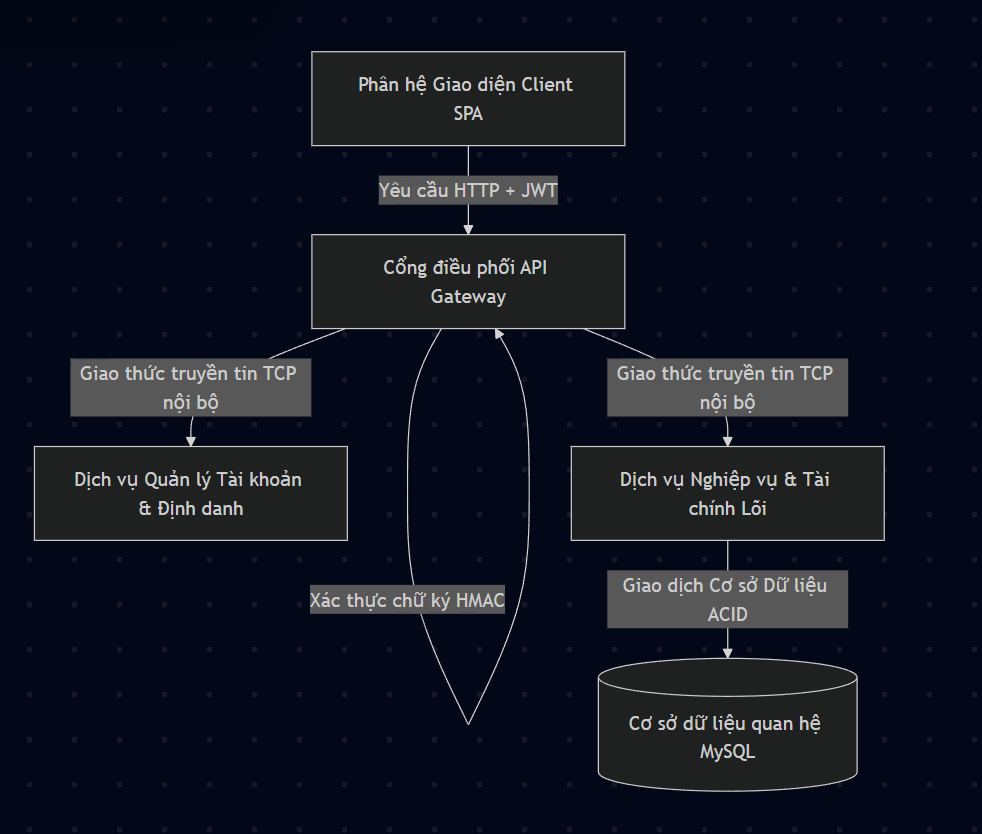 Phân hệ Giao diện Client
SPA
Yêu cầu HTTP + JWT
Cổng điều phối API
Gateway
Giao thức truyền tin TCP
nội bộ
Giao thức truyền tin TCP
nội bộ
Dịch vụ Quản lý Tài khoản
& Định danh
Dịch vụ Nghiệp vụ & Tài
chính Lõi
Xác thực chữ ký HMAC
Giao dịch Cơ sở Dữ liệu
ACID
Cơ sở dữ liệu quan hệ
MySQL